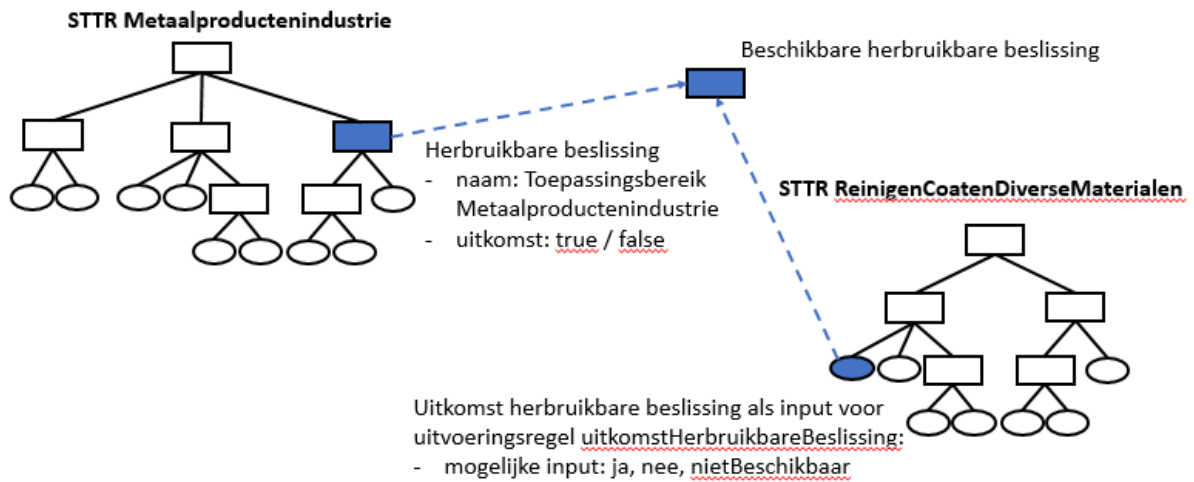 STTR Metaalproductenindustrie
Beschikbare herbruikbare beslissing
Herbruikbare beslissing
- naam: Toepassingsbereik
Metaalproductenindustrie
- uitkomst: true / false
STTR ReinigenCoatenDiverseMaterialen
Uitkomst herbruikbare beslissing als input voor
uitvoeringsregel uitkomstHerbruikbareBeslissing:
- mogelijke input: ja, nee, nietBeschikbaar